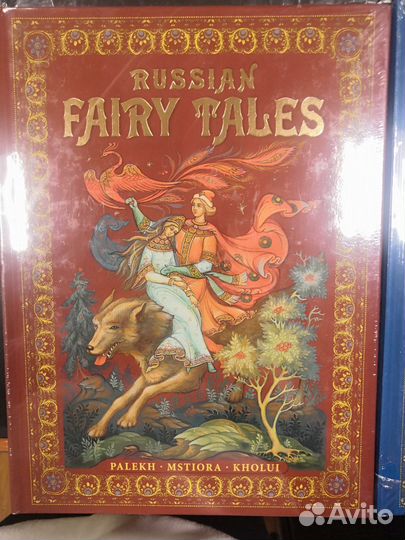 RUSSIAN
FAIRY TALES
PALEKH · MSTIORA · KHOLUI
Avito